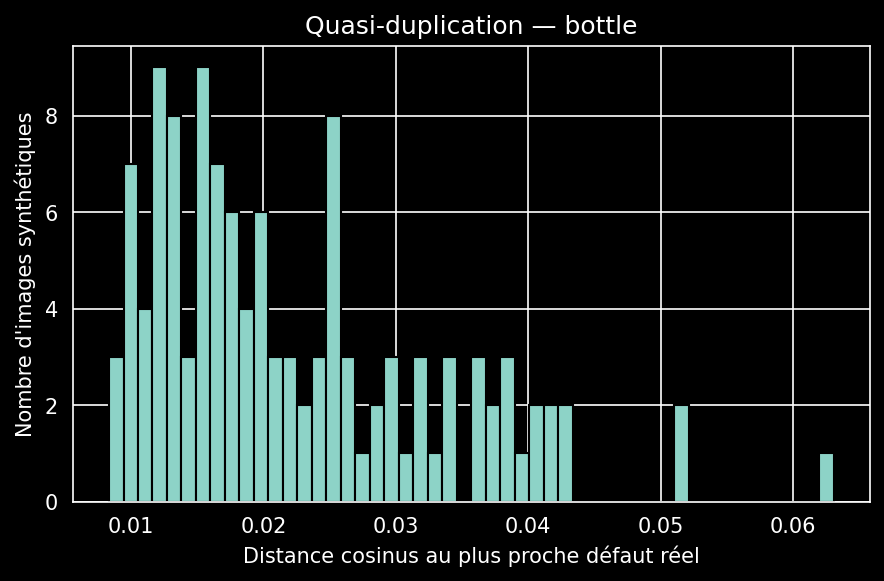 Quasi-duplication — bottle
Nombre d'images synthétiques
8
6
4
2
0
0.01 0.02 0.03 0.04 0.05 0.06
Distance cosinus au plus proche défaut réel